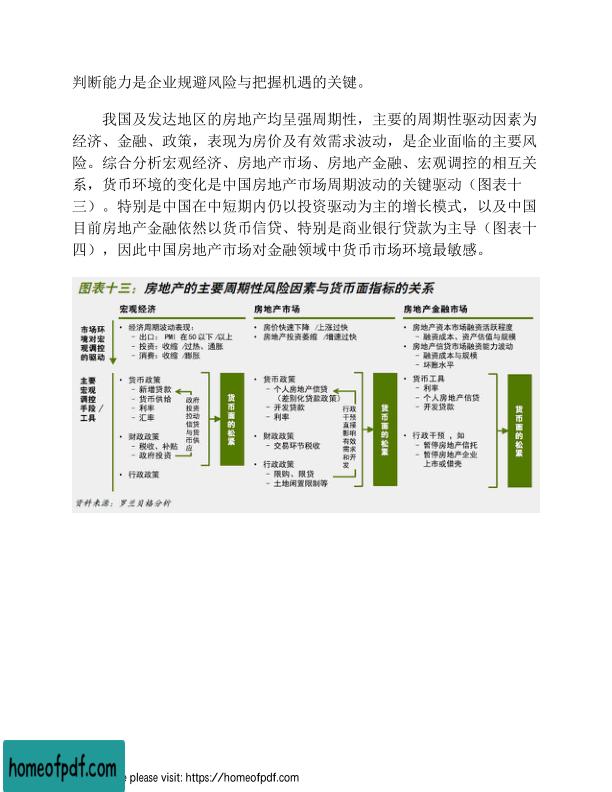 判断能力是企业规避风险与把握机遇的关键。
我国及发达地区的房地产均呈强周期性，主要的周期性驱动因素为
经济、金融、政策，表现为房价及有效需求波动，是企业面临的主要风
险。综合分析宏观经济、房地产市场、房地产金融、宏观调控的相互关
系，货币环境的变化是中国房地产市场周期波动的关键驱动（图表十
三）。特别是中国在中短期内仍以投资驱动为主的增长模式，以及中国
目前房地产金融依然以货币信贷、特别是商业银行贷款为主导（图表十
四），因此中国房地产市场对金融领域中货币市场环境最敏感。
图表十三：房地产的主要周期性风险因素与货币面指标的关系
宏观经济
市场环
境对宏
观调控
的驱动
• 经济周期波动表现：
– 出口：PMI 在50以下/以上
– 投资：收缩/过热、通胀
– 消费：收缩/膨胀
房地产市场
• 房价快速下降/上涨过快
• 房地产投资萎缩/增速过快
房地产金融市场
• 房地产资本市场融资活跃程度
– 融资成本、资产估值与规模
• 房地产信贷市场融资能力波动
– 融资成本与规模
– 坏账水平
主要
宏观
调控
手段/
工具
• 货币政策
– 新增贷款
– 货币供给
– 利率
– 汇率
• 财政政策
– 税收、补贴
– 政府投资
• 行政政策
政府
投资
拉动
信贷
与货
币供
应
货币面的松紧
• 货币政策
– 个人房地产信贷
（差别化贷款政策）
– 开发贷款
– 利率
• 财政政策
– 交易环节税收
• 行政政策
– 限购、限贷
– 土地闲置限制等
行政
干预
直接
影响
有效
需求
和开
发
货币面的松紧
• 货币工具
– 利率
– 个人房地产信贷
– 开发贷款
• 行政干预，如
– 暂停房地产信托
– 暂停房地产企业
上市或借壳
货币面的松紧
资料来源：罗兰贝格分析
homeofpdf.com
e please visit: https://homeofpdf.com